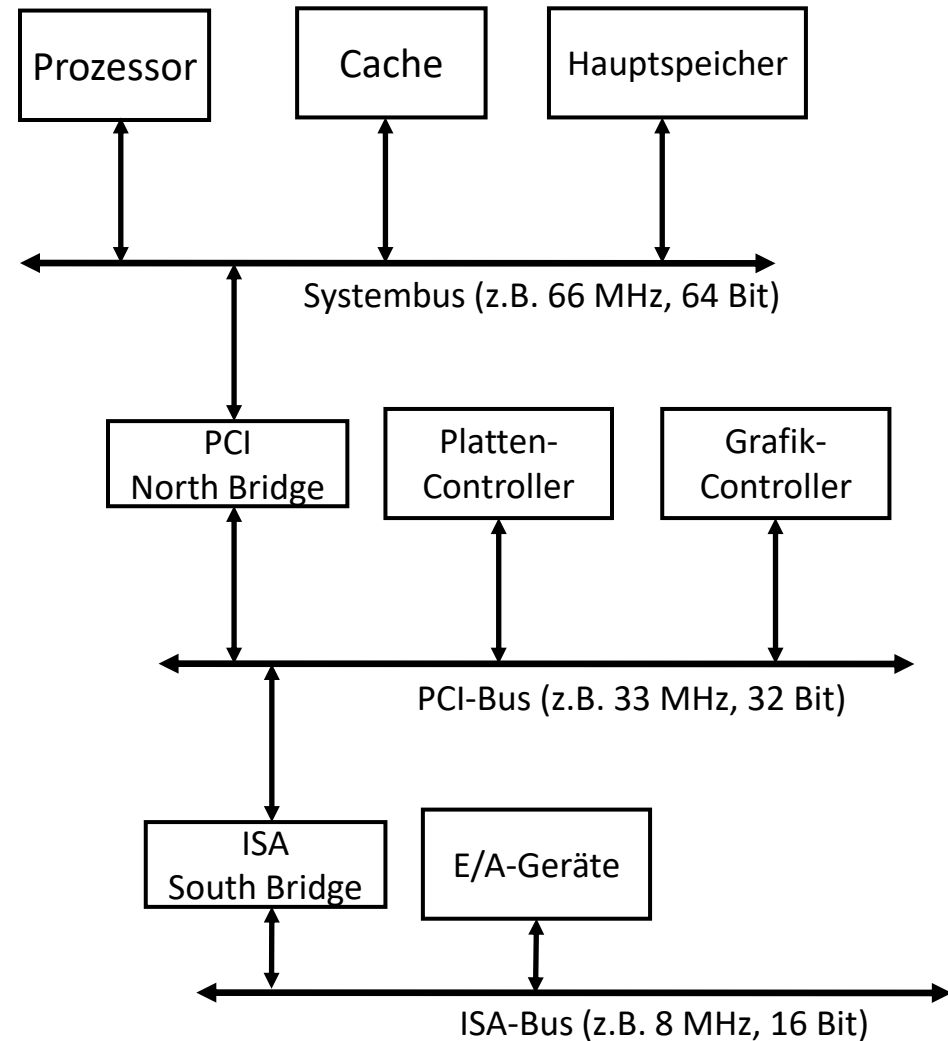 Prozessor
Cache
Hauptspeicher
Systembus (z.B. 66 MHz, 64 Bit)
PCI
North Bridge
Platten-
Controller
Grafik-
Controller
PCI-Bus (z.B. 33 MHz, 32 Bit)
ISA
South Bridge
E/A-Geräte
ISA-Bus (z.B. 8 MHz, 16 Bit)